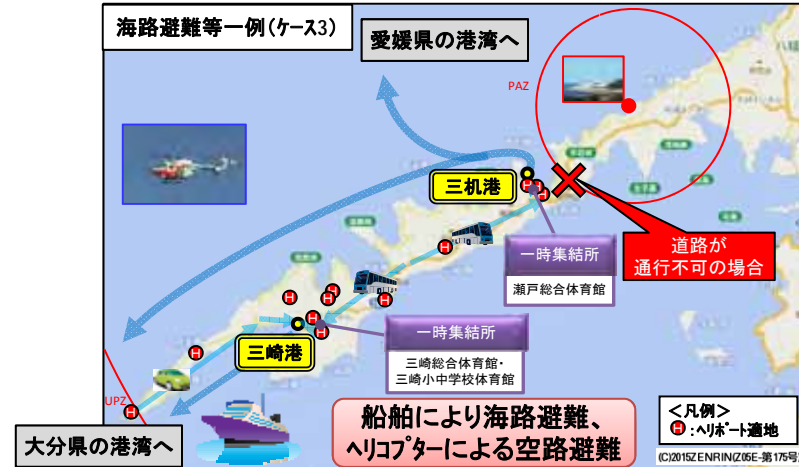 海路避難等一例(ケース3)
愛媛県の港湾へ
PAZ
三机港
一時集結所
瀬戸総合体育館
道路が
通行不可の場合
一時集結所
三崎総合体育館・
三崎小中学校体育館
三崎港
UPZ
大分県の港湾へ
船舶により海路避難、
ヘリコプターによる空路避難
<凡例>
H:ヘリポート適地
(C)2015ZENRIN(Z05E-第175号)